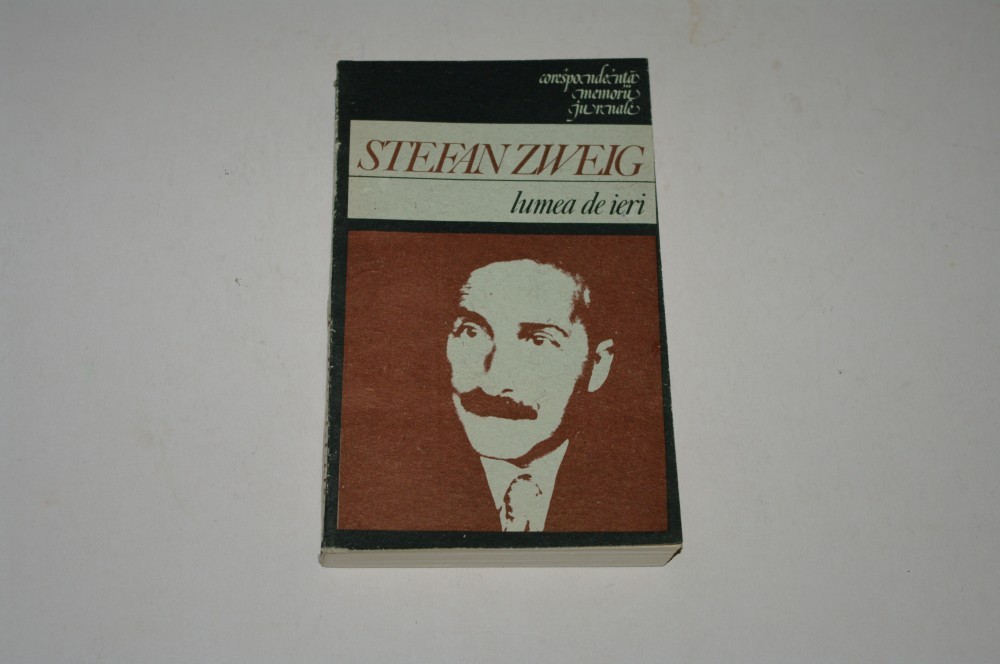 corespondență
memorii
jurnale
STEFAN ZWEIG
lumea de ieri